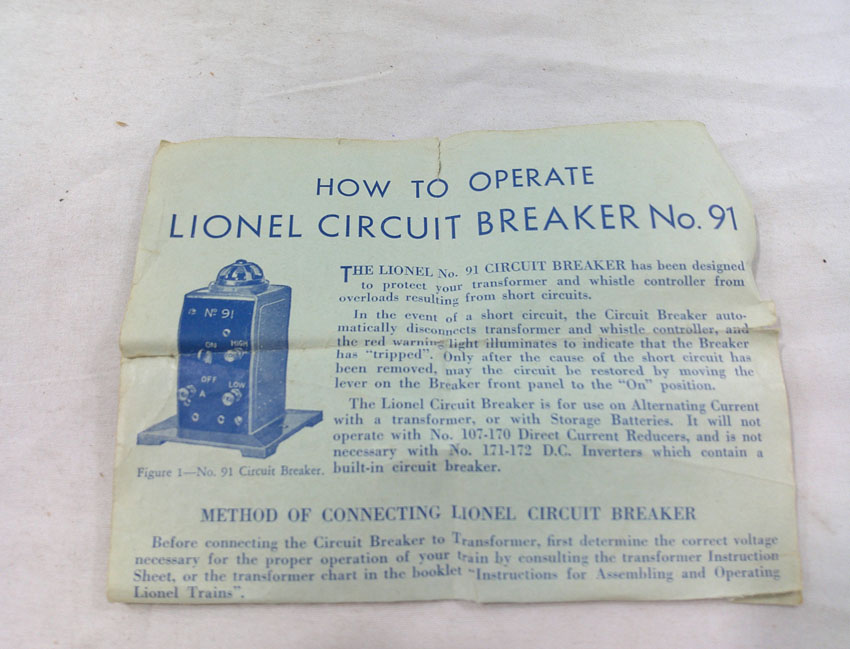 HOW TO OPERATE
LIONEL CIRCUIT BREAKER No. 91
No 91
ON
HIGH
OFF
LOW
A
Figure 1—No. 91 Circuit Breaker.
THE LIONEL No. 91 CIRCUIT BREAKER has been designed
to protect your transformer and whistle controller from
overloads resulting from short circuits.
In the event of a short circuit, the Circuit Breaker auto-
matically disconnects transformer and whistle controller, and
the red warning light illuminates to indicate that the Breaker
has "tripped". Only after the cause of the short circuit has
been removed, may the circuit be restored by moving the
lever on the Breaker front panel to the "On" position.
The Lionel Circuit Breaker is for use on Alternating Current
with a transformer, or with Storage Batteries. It will not
operate with No. 107-170 Direct Current Reducers, and is not
necessary with No. 171-172 D.C. Inverters which contain a
built-in circuit breaker.
METHOD OF CONNECTING LIONEL CIRCUIT BREAKER
Before connecting the Circuit Breaker to Transformer, first determine the correct voltage
necessary for the proper operation of your train by consulting the transformer Instruction
Sheet, or the transformer chart in the booklet "Instructions for Assembling and Operating
Lionel Trains".